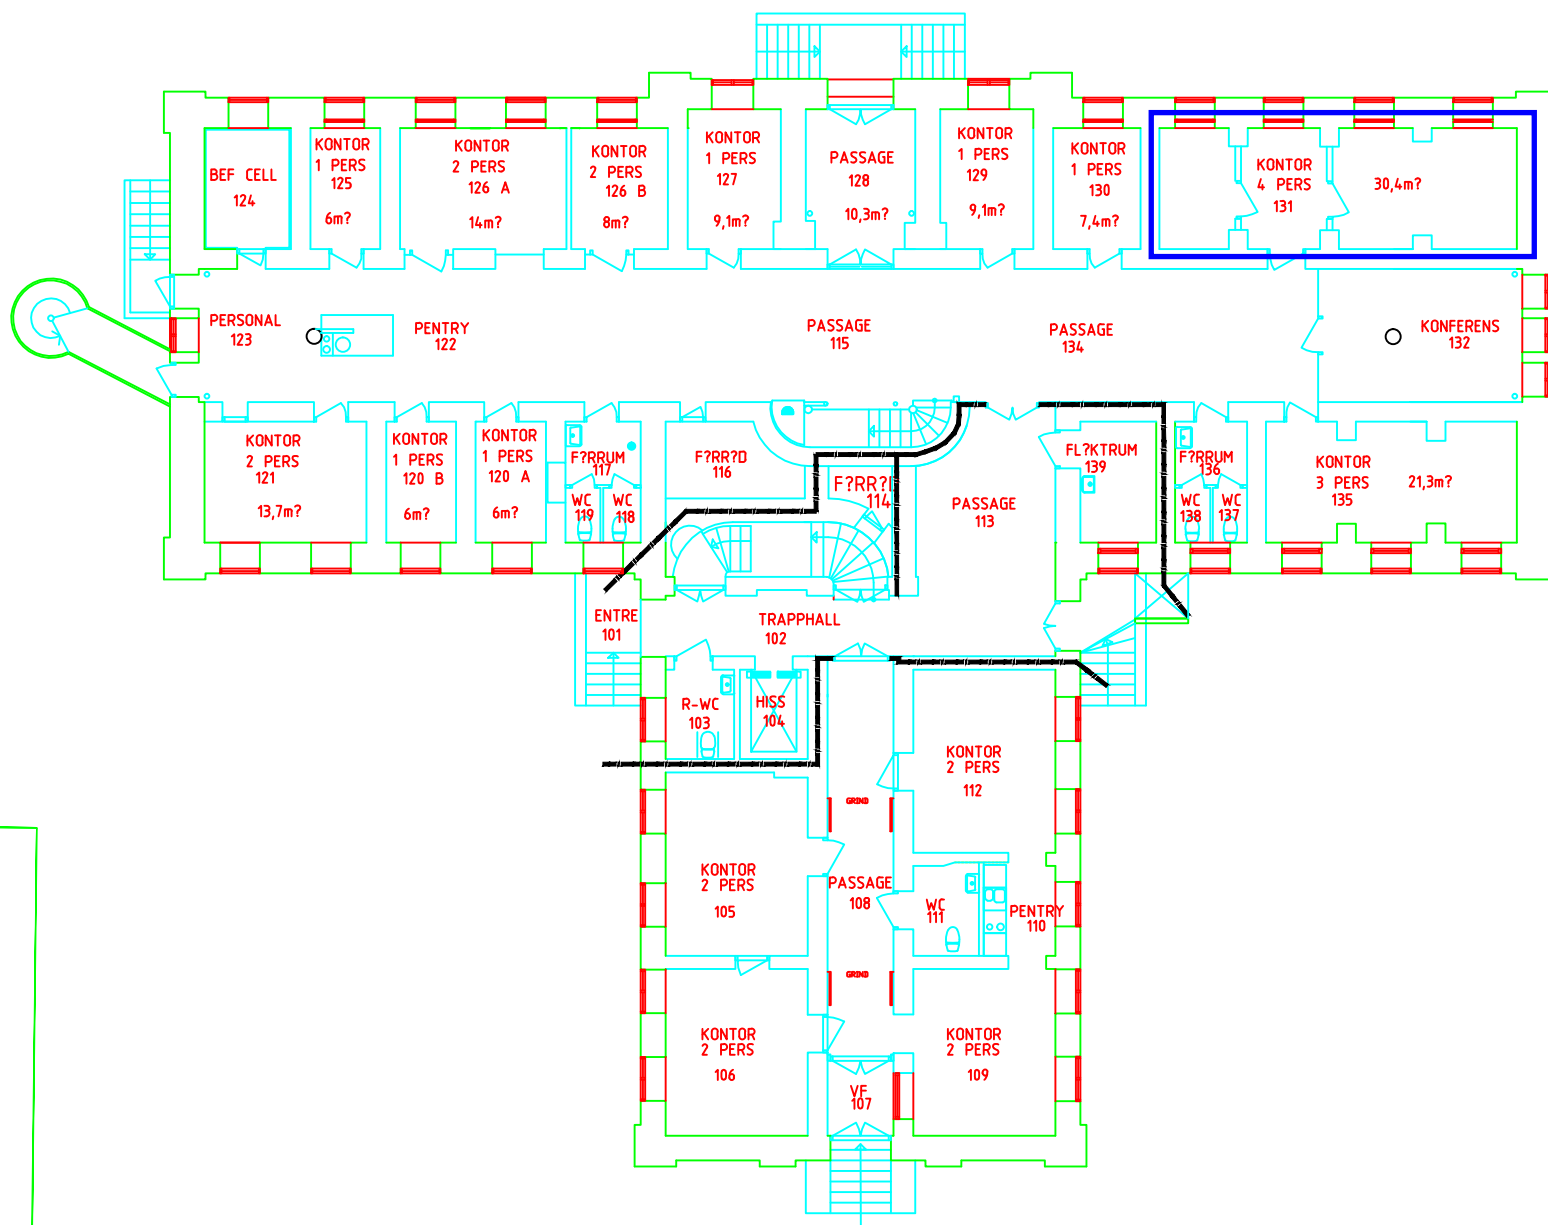 BEF CELL
124
KONTOR
1 PERS
125
6m?
KONTOR
2 PERS
126 A
14m?
KONTOR
2 PERS
126 B
8m?
KONTOR
1 PERS
127
9,1m?
PASSAGE
128
10,3m?
KONTOR
1 PERS
129
9,1m?
KONTOR
1 PERS
130
7,4m?
KONTOR
4 PERS
131
30,4m?
PERSONAL
123
PENTRY
122
PASSAGE
115
PASSAGE
134
KONFERENS
132
KONTOR
2 PERS
121
13,7m?
KONTOR
1 PERS
120 B
6m?
KONTOR
1 PERS
120 A
6m?
F?RRUM
117
WC
119
WC
118
F?RR?D
116
F?RR?D
114
PASSAGE
113
FL?KTRUM
139
F?RRUM
136
WC
138
WC
137
KONTOR
3 PERS
135
21,3m?
ENTRE
101
TRAPPHALL
102
R-WC
103
HISS
104
KONTOR
2 PERS
112
GRIND
KONTOR
2 PERS
105
PASSAGE
108
WC
111
PENTRY
110
GRIND
KONTOR
2 PERS
106
KONTOR
2 PERS
109
VF
107